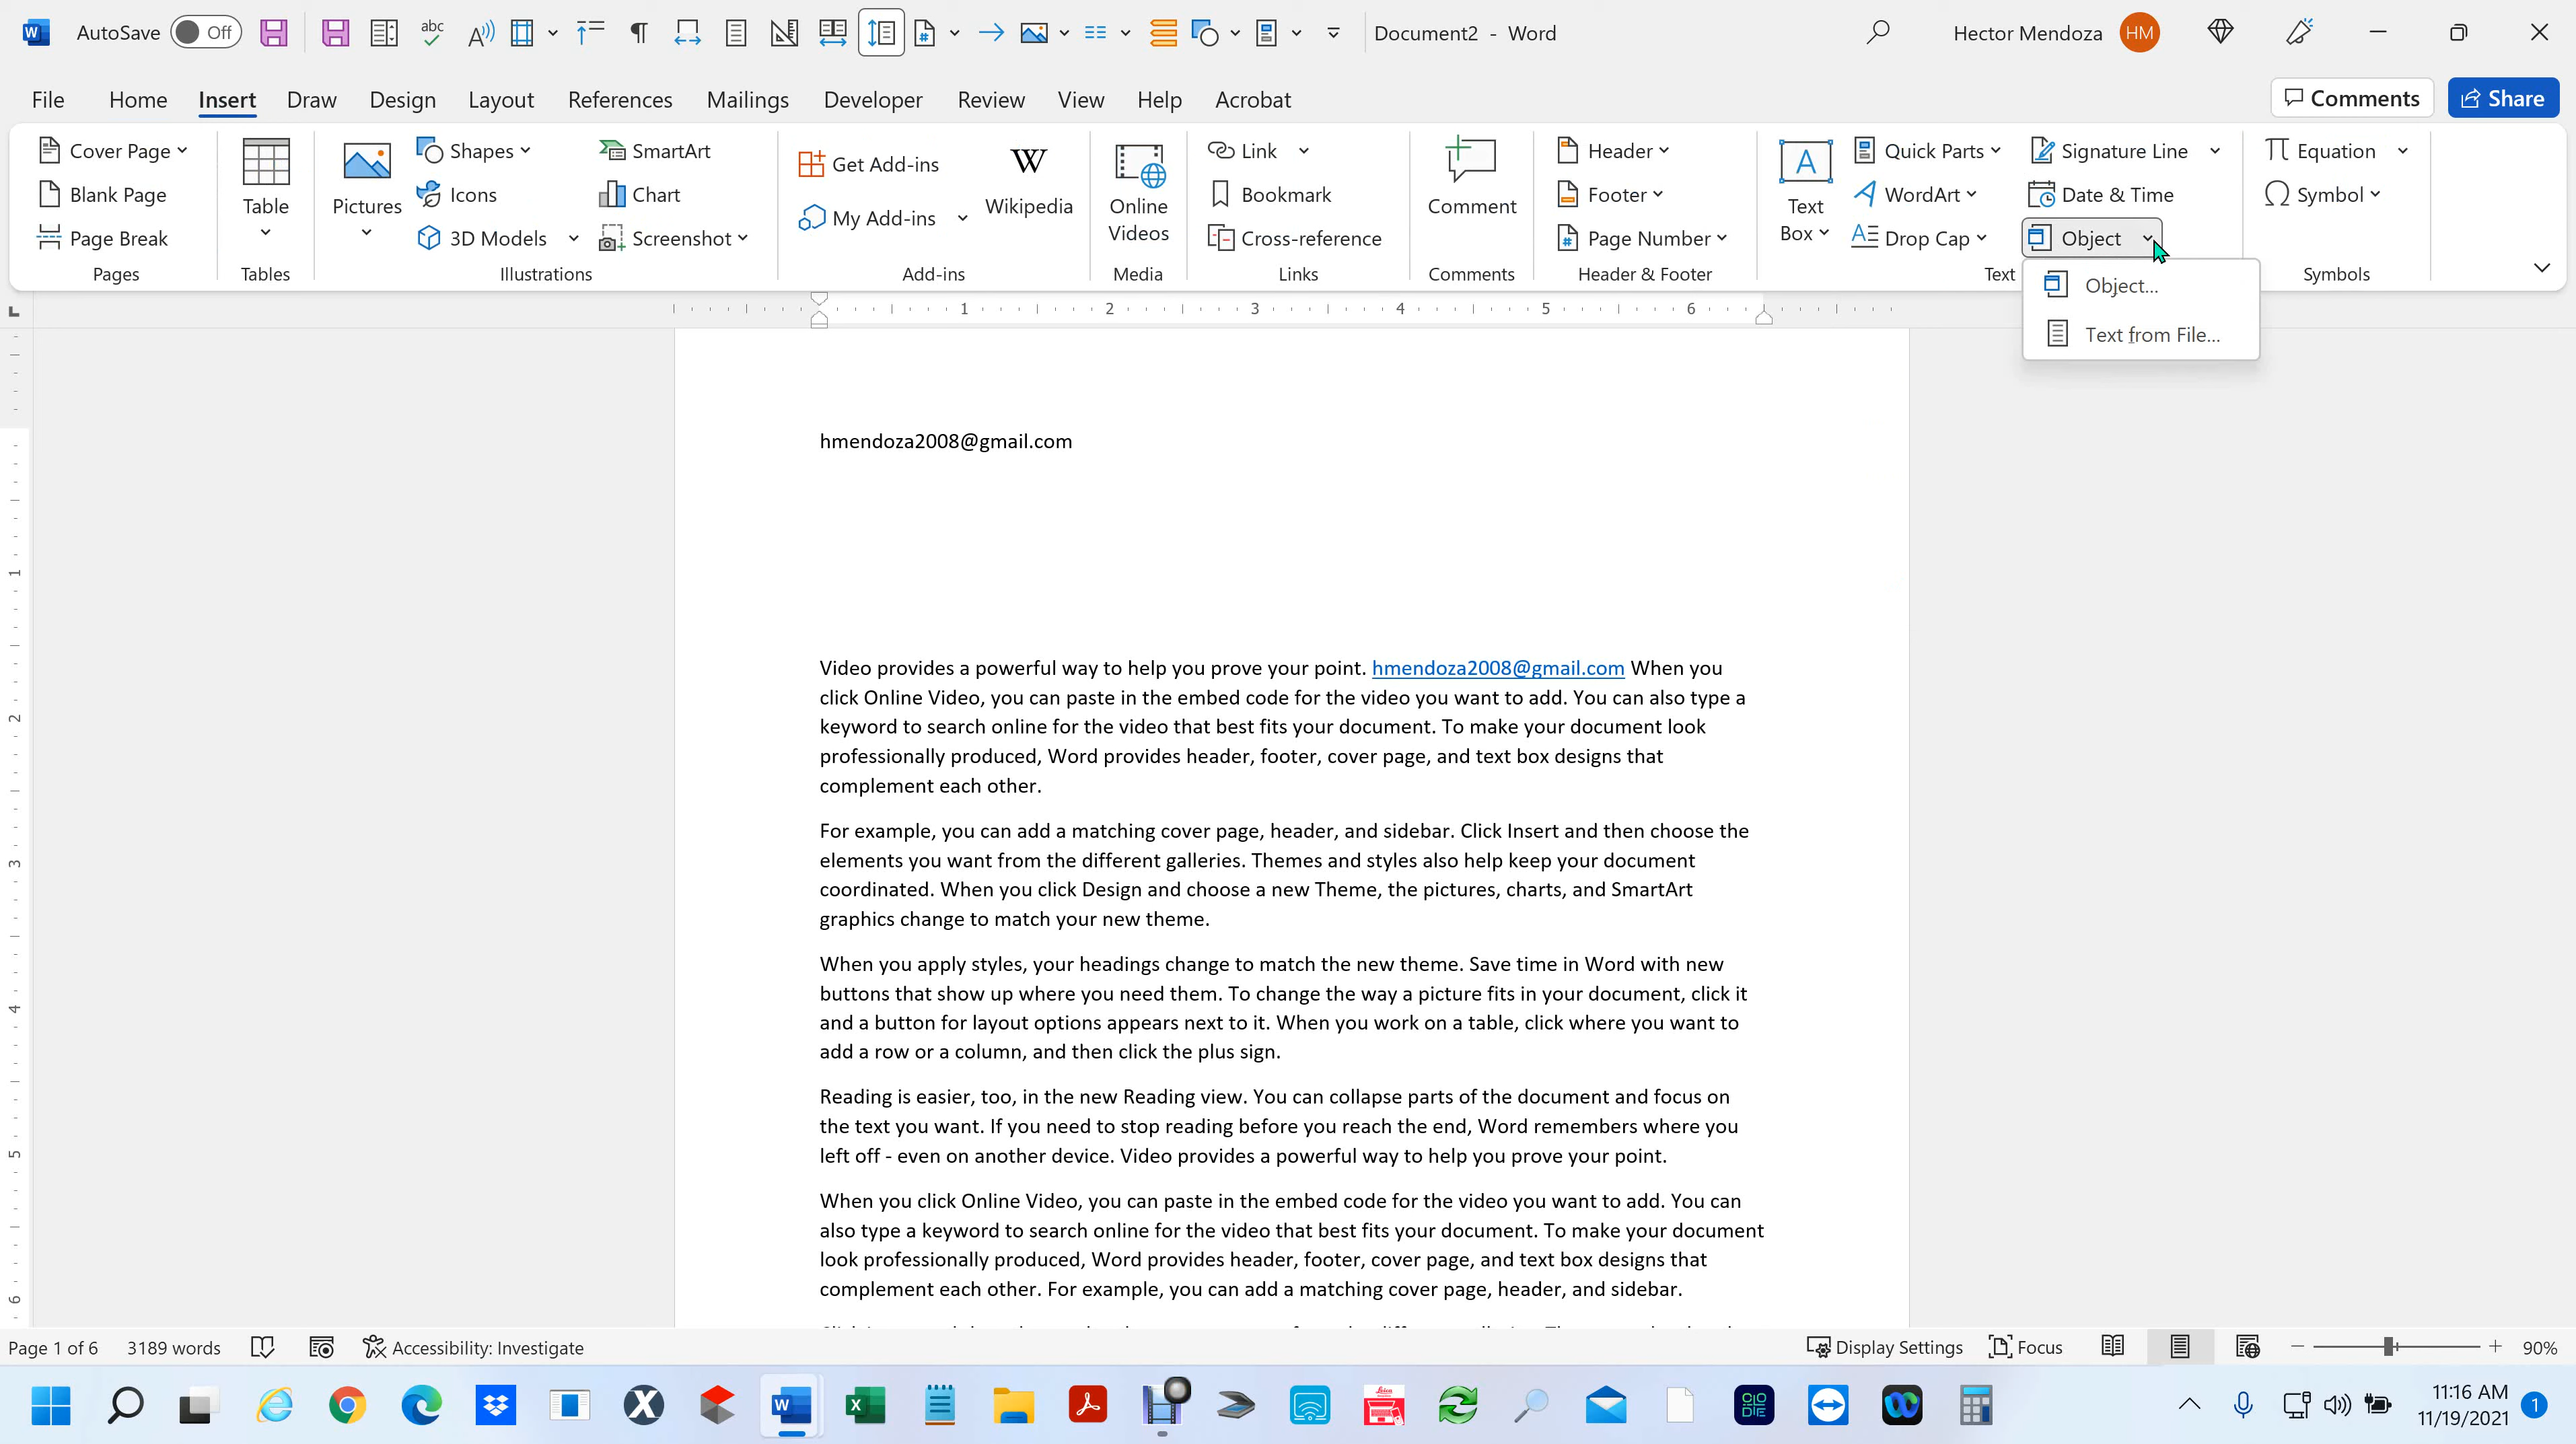 AutoSave Off Document2 - Word Hector Mendoza HM
File Home Insert Draw Design Layout References Mailings Developer Review View Help Acrobat Comments Share
Cover Page
Blank Page
Page Break
Pages
Table
Tables
Pictures
Shapes
Icons
3D Models
SmartArt
Chart
Screenshot
Illustrations
Get Add-ins
My Add-ins
W
Wikipedia
Add-ins
Online
Videos
Media
Link
Bookmark
Cross-reference
Links
Comment
Comments
Header
Footer
Page Number
Header & Footer
Text
Box
Quick Parts
WordArt
Drop Cap
Signature Line
Date & Time
Object
Text
Equation
Symbol
Symbols
Object...
Text from File...
1 2 3 4 5 6
hmendoza2008@gmail.com
Video provides a powerful way to help you prove your point. hmendoza2008@gmail.com When you
click Online Video, you can paste in the embed code for the video you want to add. You can also type a
keyword to search online for the video that best fits your document. To make your document look
professionally produced, Word provides header, footer, cover page, and text box designs that
complement each other.
For example, you can add a matching cover page, header, and sidebar. Click Insert and then choose the
elements you want from the different galleries. Themes and styles also help keep your document
coordinated. When you click Design and choose a new Theme, the pictures, charts, and SmartArt
graphics change to match your new theme.
When you apply styles, your headings change to match the new theme. Save time in Word with new
buttons that show up where you need them. To change the way a picture fits in your document, click it
and a button for layout options appears next to it. When you work on a table, click where you want to
add a row or a column, and then click the plus sign.
Reading is easier, too, in the new Reading view. You can collapse parts of the document and focus on
the text you want. If you need to stop reading before you reach the end, Word remembers where you
left off - even on another device. Video provides a powerful way to help you prove your point.
When you click Online Video, you can paste in the embed code for the video you want to add. You can
also type a keyword to search online for the video that best fits your document. To make your document
look professionally produced, Word provides header, footer, cover page, and text box designs that
complement each other. For example, you can add a matching cover page, header, and sidebar.
1
2
3
4
5
6
Page 1 of 6 3189 words Accessibility: Investigate Display Settings Focus 90%
11:16 AM
11/19/2021
1